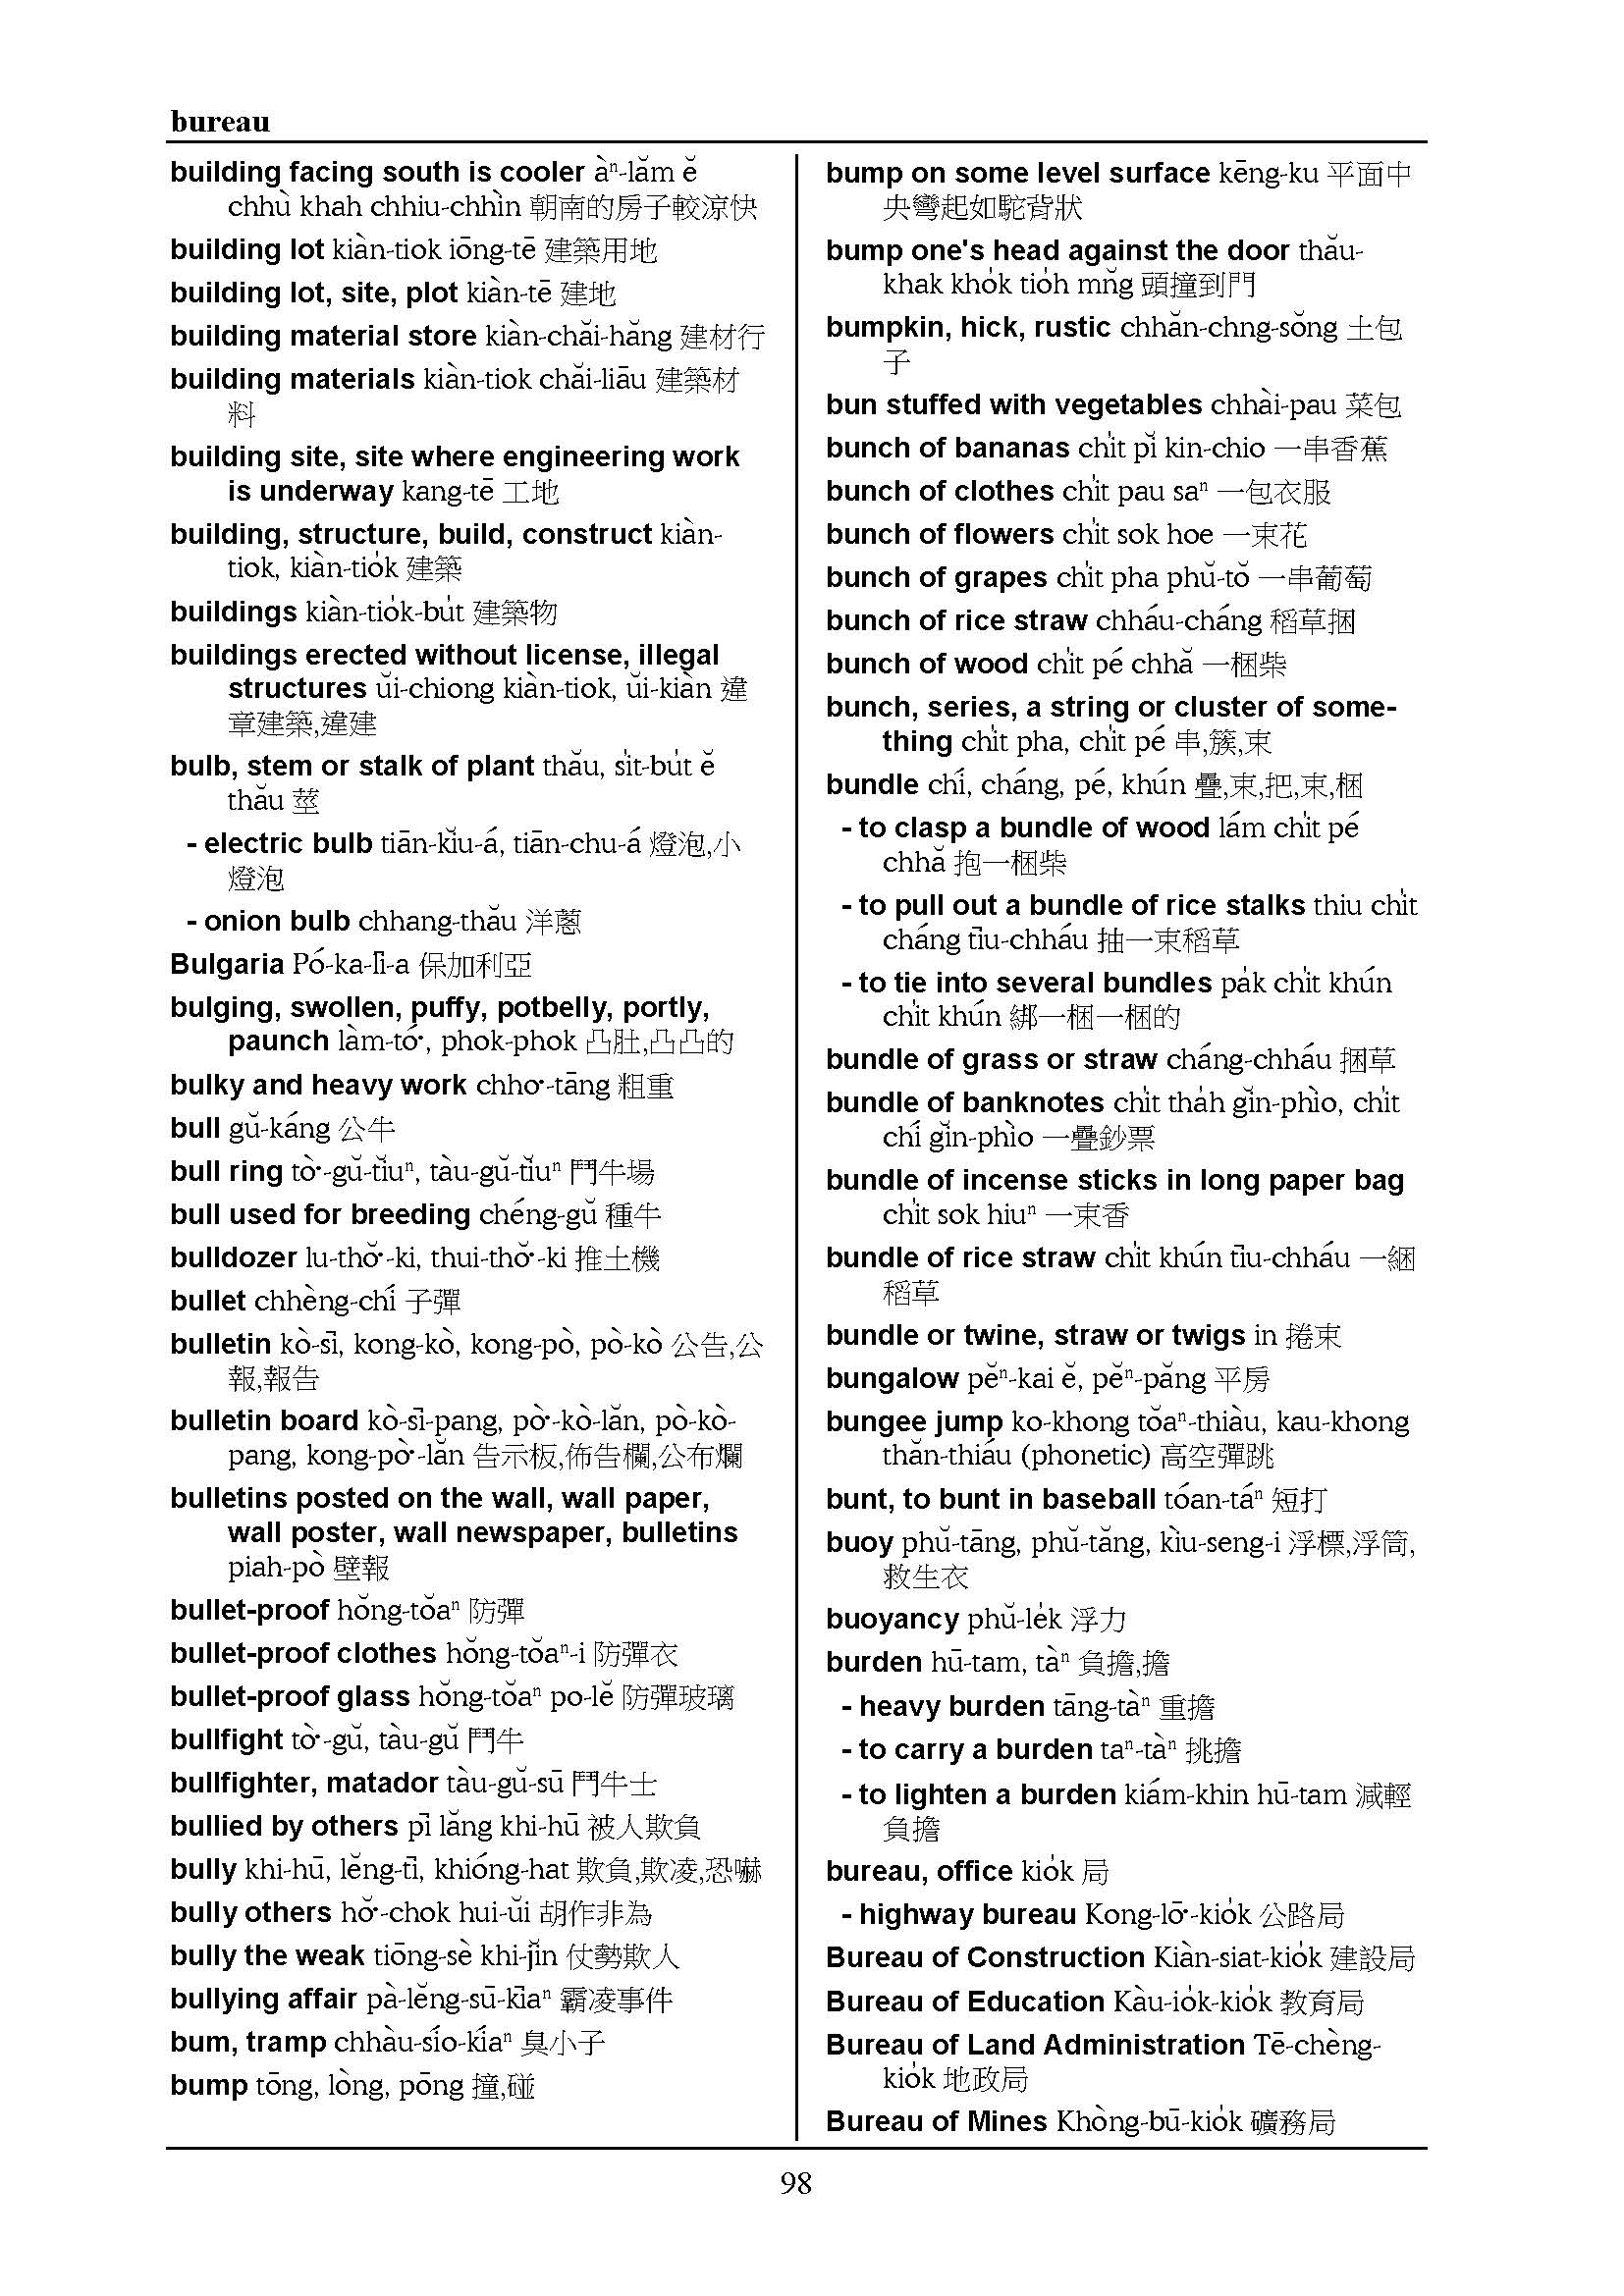 bureau
building facing south is cooler àⁿ-lăm ĕ
chhù khah chhiu-chhìn 朝南的房子較涼快
building lot kiàn-tiok iōng-tē 建築用地
building lot, site, plot kiàn-tē 建地
building material store kiàn-chăi-hăng 建材行
building materials kiàn-tiok chăi-liāu 建築材
料
building site, site where engineering work
is underway kang-tē 工地
building, structure, build, construct kiàn-
tiok, kiàn-tio̍k 建築
buildings kiàn-tio̍k-bu̍t 建築物
buildings erected without license, illegal
structures ŭi-chiong kiàn-tiok, ŭi-kiàn 違
章建築,違建
bulb, stem or stalk of plant thău, si̍t-bu̍t ĕ
thău 莖
- electric bulb tiān-kĭu-á, tiān-chu-á 燈泡,小
燈泡
- onion bulb chhang-thău 洋蔥
Bulgaria Pó-ka-lī-a 保加利亞
bulging, swollen, puffy, potbelly, portly,
paunch làm-tó͘, phok-phok 凸肚,凸凸的
bulky and heavy work chho͘-tāng 粗重
bull gŭ-káng 公牛
bull ring tò͘-gŭ-tĭuⁿ, tàu-gŭ-tĭuⁿ 鬥牛場
bull used for breeding chéng-gŭ 種牛
bulldozer lu-thŏ͘-ki, thui-thŏ͘-ki 推土機
bullet chhèng-chí 子彈
bulletin kò-sī, kong-kò, kong-pò, pò-kò 公告,公
報,報告
bulletin board kò-sī-pang, pò͘-kò-lăn, pò-kò-
pang, kong-pò͘-lăn 告示板,佈告欄,公布爛
bulletins posted on the wall, wall paper,
wall poster, wall newspaper, bulletins
piah-pò 壁報
bullet-proof hŏng-tŏaⁿ 防彈
bullet-proof clothes hŏng-tŏaⁿ-i 防彈衣
bullet-proof glass hŏng-tŏaⁿ po-lĕ 防彈玻璃
bullfight tò͘-gŭ, tàu-gŭ 鬥牛
bullfighter, matador tàu-gŭ-sū 鬥牛士
bullied by others pī lăng khi-hū 被人欺負
bully khi-hū, lĕng-tī, khióng-hat 欺負,欺凌,恐嚇
bully others hŏ͘-chok hui-ŭi 胡作非為
bully the weak tiōng-sè khi-jĭn 仗勢欺人
bullying affair pà-lĕng-sū-kīaⁿ 霸凌事件
bum, tramp chhàu-sío-kíaⁿ 臭小子
bump tōng, lòng, pōng 撞,碰
bump on some level surface kēng-ku 平面中
央彎起如駝背狀
bump one's head against the door thău-
khak kho̍k tio̍h mn̆g 頭撞到門
bumpkin, hick, rustic chhăn-chng-sŏng 土包
子
bun stuffed with vegetables chhài-pau 菜包
bunch of bananas chi̍t pĭ kin-chio 一串香蕉
bunch of clothes chi̍t pau saⁿ 一包衣服
bunch of flowers chi̍t sok hoe 一束花
bunch of grapes chi̍t pha phŭ-tŏ 一串葡萄
bunch of rice straw chháu-cháng 稻草捆
bunch of wood chi̍t pé chhă 一梱柴
bunch, series, a string or cluster of some-
thing chi̍t pha, chi̍t pé 串,簇,束
bundle chí, cháng, pé, khún 疊,束,把,束,梱
- to clasp a bundle of wood lám chi̍t pé
chhă 抱一梱柴
- to pull out a bundle of rice stalks thiu chi̍t
cháng tīu-chháu 抽一束稻草
- to tie into several bundles pa̍k chi̍t khún
chi̍t khún 綁一梱一梱的
bundle of grass or straw cháng-chháu 捆草
bundle of banknotes chi̍t tha̍h gĭn-phìo, chi̍t
chí gĭn-phìo 一疊鈔票
bundle of incense sticks in long paper bag
chi̍t sok hiuⁿ 一束香
bundle of rice straw chi̍t khún tīu-chháu 一綑
稻草
bundle or twine, straw or twigs in 捲束
bungalow pĕⁿ-kai ĕ, pĕⁿ-păng 平房
bungee jump ko-khong tŏaⁿ-thiàu, kau-khong
thăn-thiáu (phonetic) 高空彈跳
bunt, to bunt in baseball tóan-táⁿ 短打
buoy phŭ-tāng, phŭ-tăng, kìu-seng-i 浮標,浮筒,
救生衣
buoyancy phŭ-le̍k 浮力
burden hū-tam, tàⁿ 負擔,擔
- heavy burden tāng-tàⁿ 重擔
- to carry a burden taⁿ-tàⁿ 挑擔
- to lighten a burden kiám-khin hū-tam 減輕
負擔
bureau, office kio̍k 局
- highway bureau Kong-lō͘-kio̍k 公路局
Bureau of Construction Kiàn-siat-kio̍k 建設局
Bureau of Education Kàu-io̍k-kio̍k 教育局
Bureau of Land Administration Tē-chèng-
kio̍k 地政局
Bureau of Mines Khòng-bū-kio̍k 礦務局
98